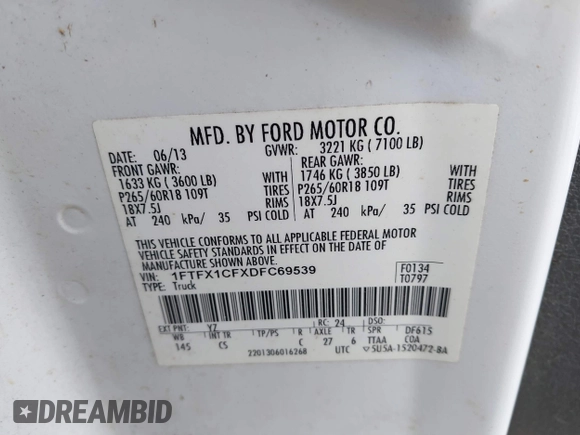 MFD. BY FORD MOTOR CO.
DATE: 06/13 GVWR: 3221 KG ( 7100 LB)
FRONT GAWR: REAR GAWR:
1633 KG ( 3600 LB) WITH 1746 KG ( 3850 LB) WITH
P265/60R18 109T TIRES P265/60R18 109T TIRES
18X7.5J RIMS 18X7.5J RIMS
AT 240 kPa/ 35 PSI COLD AT 240 kPa/ 35 PSI COLD
THIS VEHICLE CONFORMS TO ALL APPLICABLE FEDERAL MOTOR
VEHICLE SAFETY STANDARDS IN EFFECT ON THE DATE OF
MANUFACTURE SHOWN ABOVE.
VIN: 1FTFX1CFXDFC69539 F0134
TYPE: Truck T0797
EXT PNT: YZ RC: 24 DSO:
WB INT TR TP/PS R AXLE TR SPR DF615
145 CS C 27 6 TTAA COA
2201306016268 UTC 5U5A-1520472-BA
DREAMBID